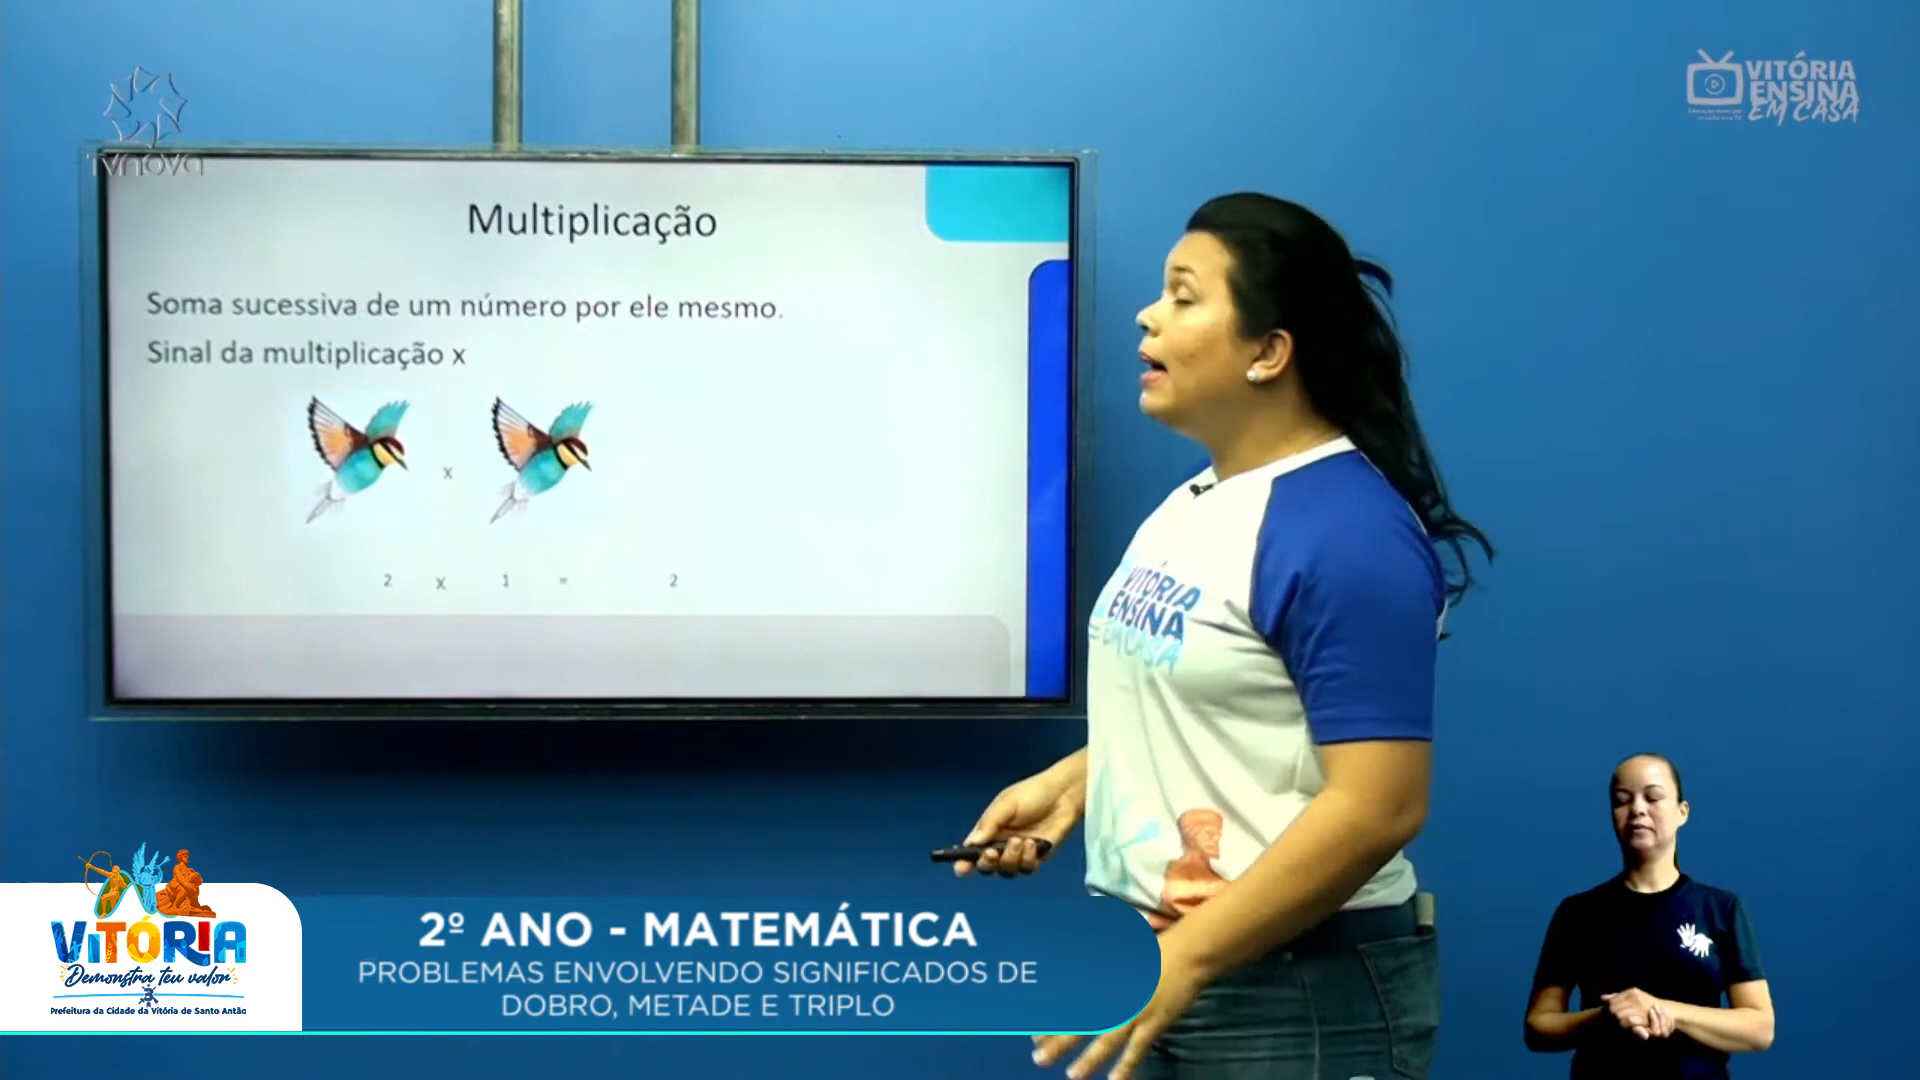 TVNOVA
VITÓRIA
ENSINA
EM CASA
Multiplicação
Soma sucessiva de um número por ele mesmo.
Sinal da multiplicação x
x
2 x 1 = 2
VITÓRIA
ENSINA
EM CASA
VITÓRIA
Demonstra teu valor
Prefeitura da Cidade da Vitória de Santo Antão
2º ANO - MATEMÁTICA
PROBLEMAS ENVOLVENDO SIGNIFICADOS DE
DOBRO, METADE E TRIPLO